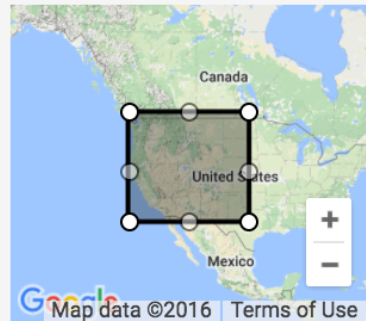 Canada
United States
+
−
Mexico
Google
Map data ©2016 Terms of Use